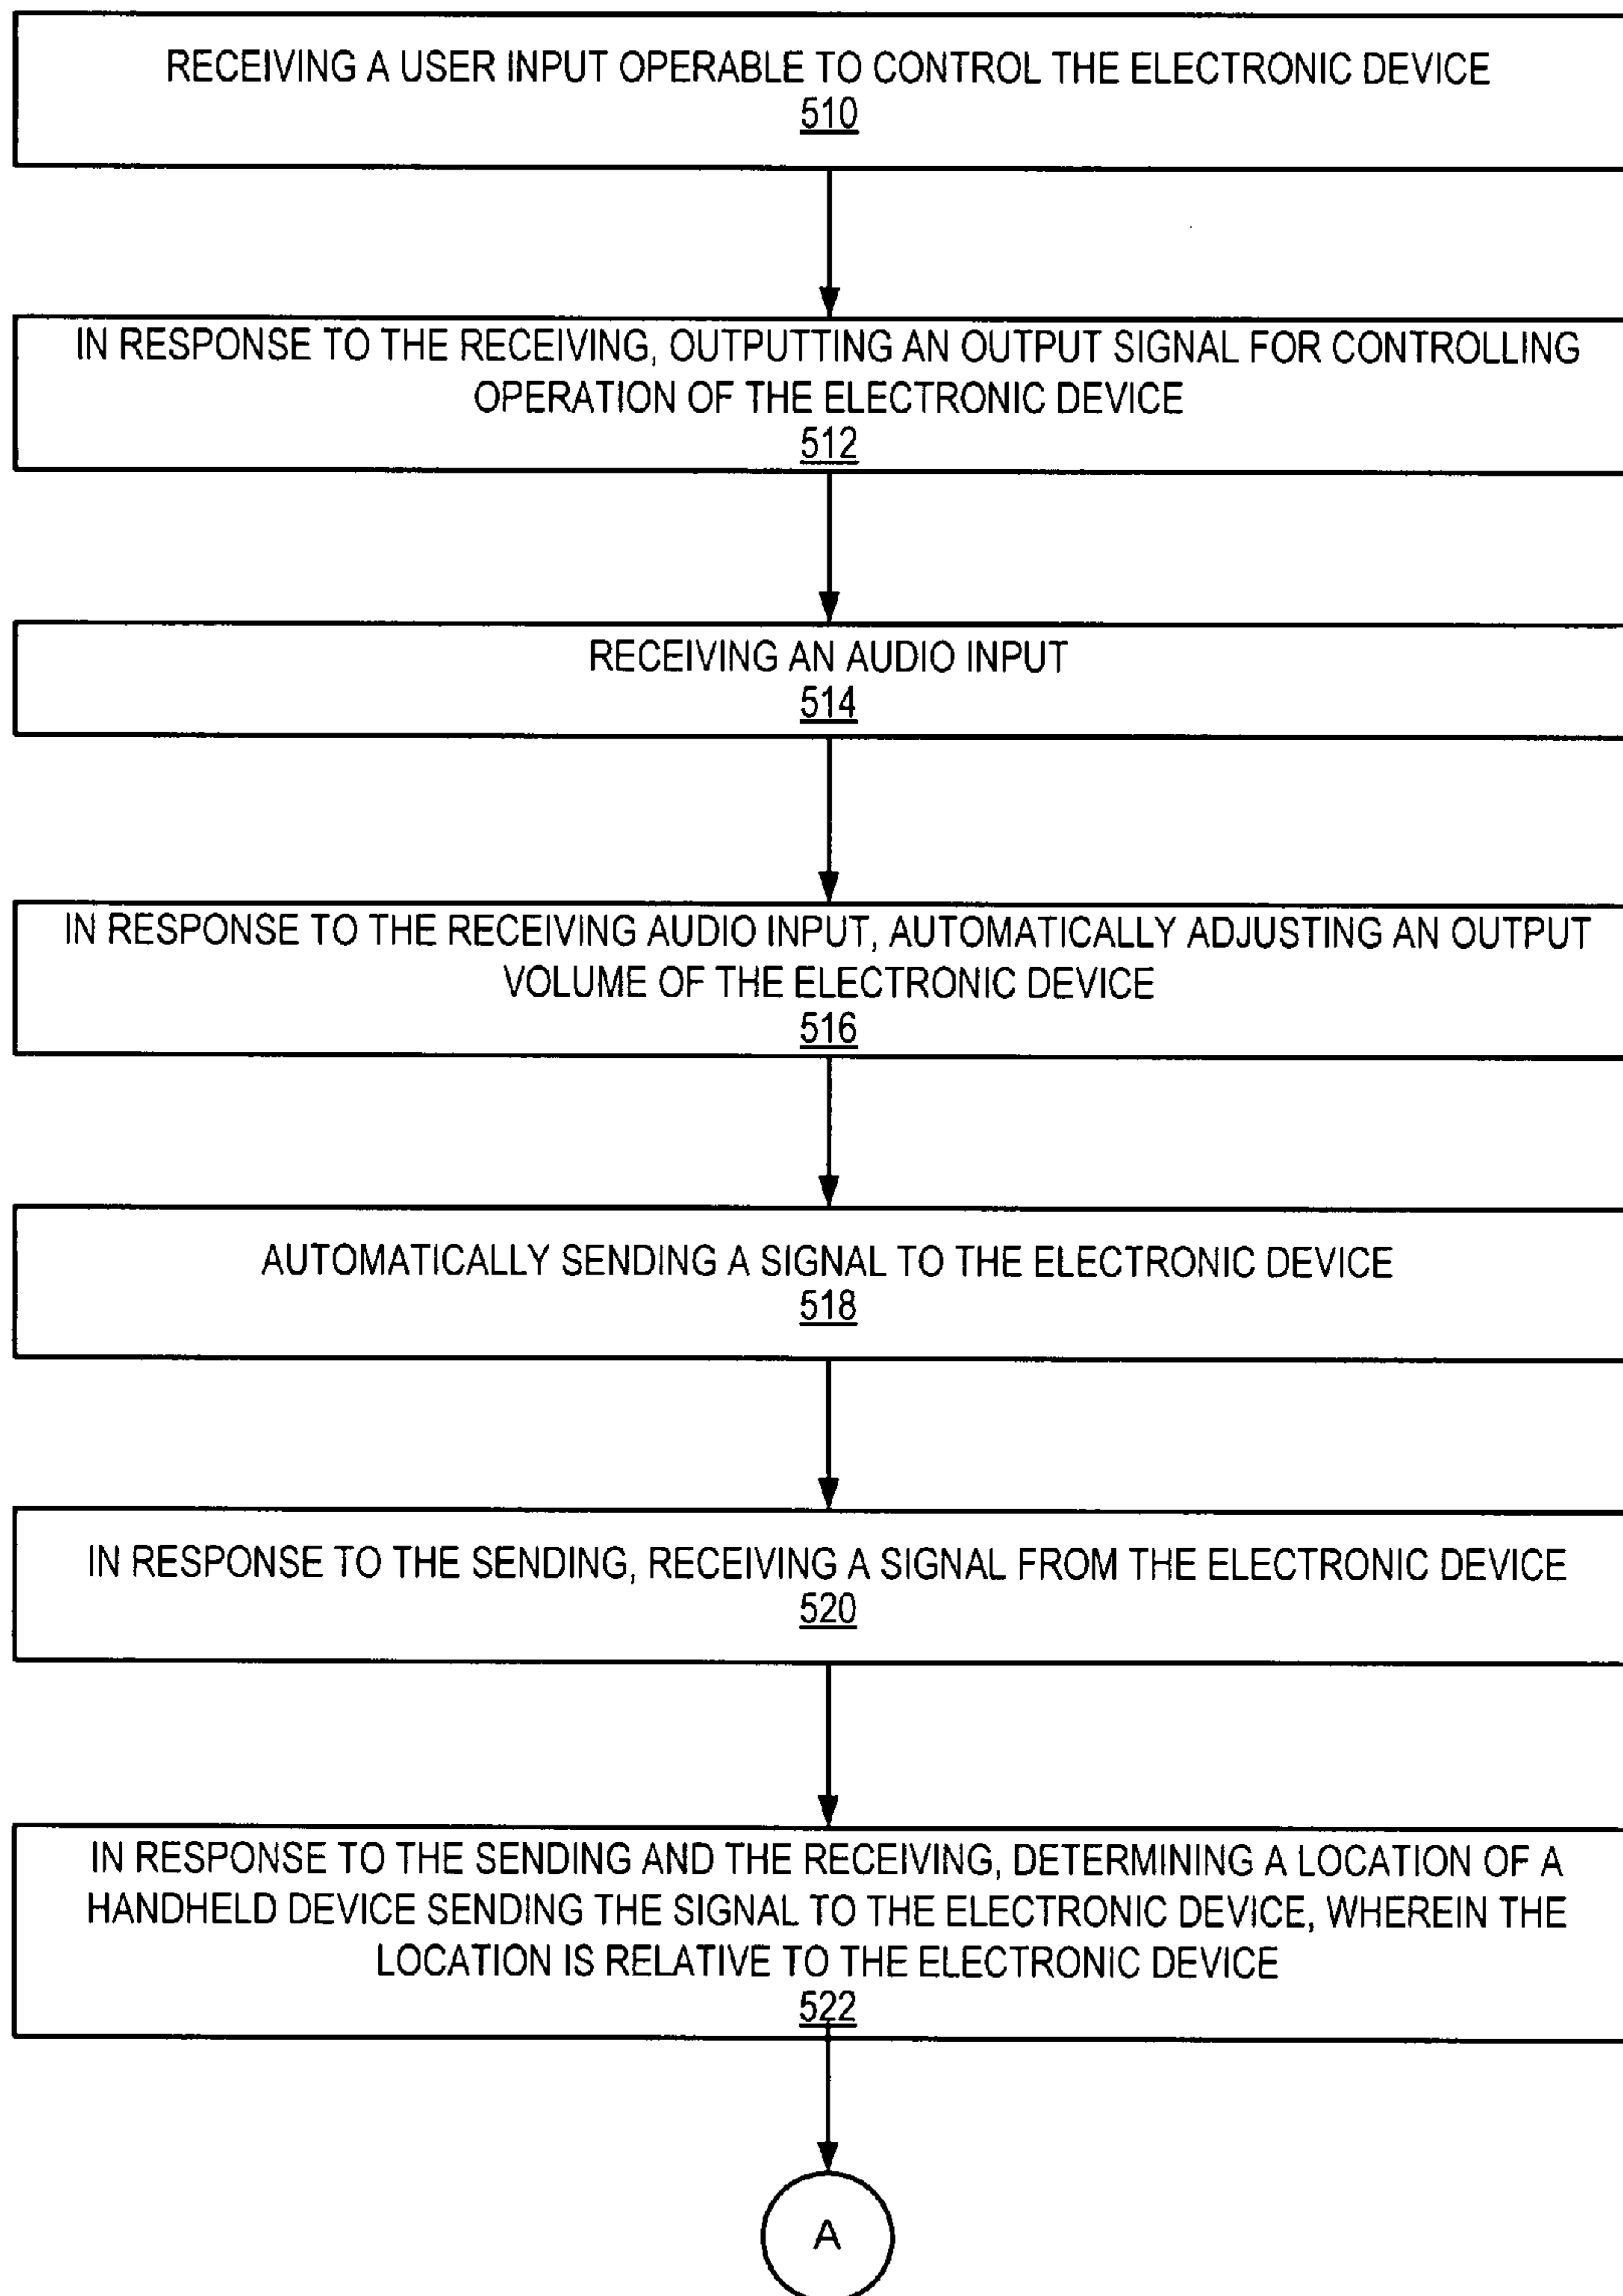 RECEIVING A USER INPUT OPERABLE TO CONTROL THE ELECTRONIC DEVICE
510
IN RESPONSE TO THE RECEIVING, OUTPUTTING AN OUTPUT SIGNAL FOR CONTROLLING
OPERATION OF THE ELECTRONIC DEVICE
512
RECEIVING AN AUDIO INPUT
514
IN RESPONSE TO THE RECEIVING AUDIO INPUT, AUTOMATICALLY ADJUSTING AN OUTPUT
VOLUME OF THE ELECTRONIC DEVICE
516
AUTOMATICALLY SENDING A SIGNAL TO THE ELECTRONIC DEVICE
518
IN RESPONSE TO THE SENDING, RECEIVING A SIGNAL FROM THE ELECTRONIC DEVICE
520
IN RESPONSE TO THE SENDING AND THE RECEIVING, DETERMINING A LOCATION OF A
HANDHELD DEVICE SENDING THE SIGNAL TO THE ELECTRONIC DEVICE, WHEREIN THE
LOCATION IS RELATIVE TO THE ELECTRONIC DEVICE
522
A